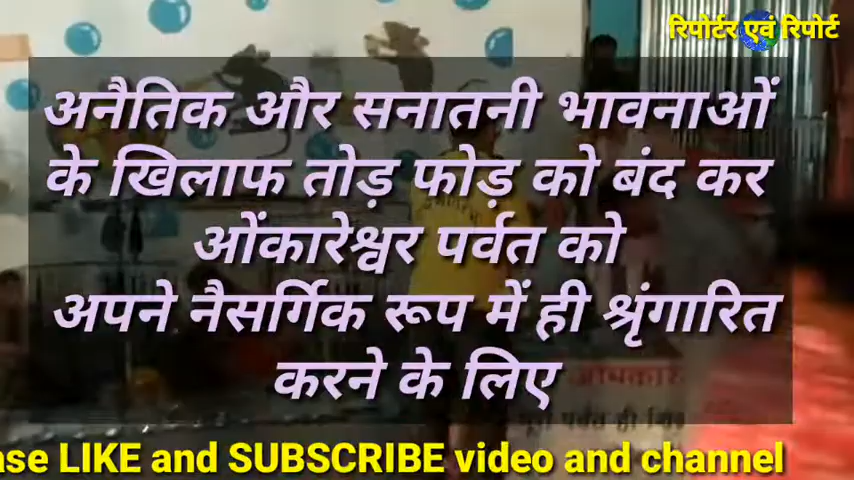 रिपोर्टर एवं रिपोर्ट
अनैतिक और सनातनी भावनाओं
के खिलाफ तोड़ फोड़ को बंद कर
ओंकारेश्वर पर्वत को
अपने नैसर्गिक रूप में ही श्रृंगारित
करने के लिए
ase LIKE and SUBSCRIBE video and channel